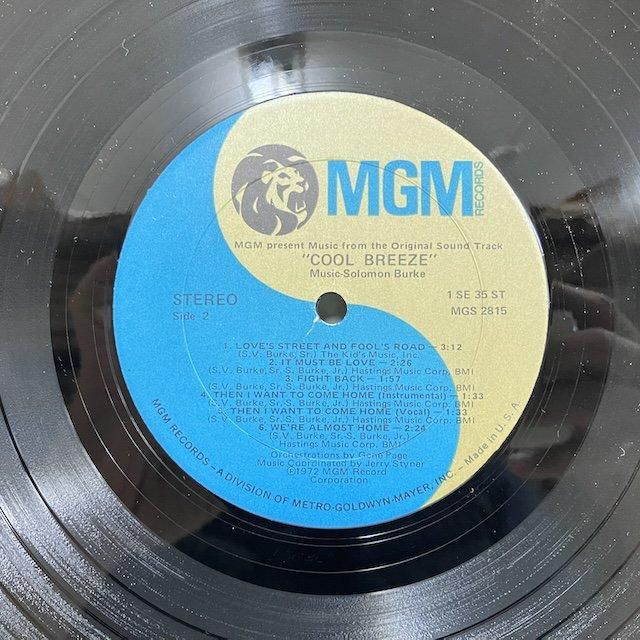 MGM
RECORDS
MGM present Music from the Original Sound Track
"COOL BREEZE"
Music-Solomon Burke
STEREO
Side 2
1 SE 35 ST
MGS 2815
1. LOVE'S STREET AND FOOL'S ROAD — 3:12
(S.V. Burke, Sr.) The Kid's Music, Inc.
2. IT MUST BE LOVE — 2:26
(S.V. Burke, Sr. S. Burke, Jr.) Hastings Music Corp. BMI
3. FIGHT BACK — 1:57
(S.V. Burke, Sr. S. Burke, Jr.) Hastings Music Corp. BMI
4. THEN I WANT TO COME HOME (Instrumental) — 1:33
(S.V. Burke, Sr. S. Burke, Jr.) Hastings Music Corp. BMI
5. THEN I WANT TO COME HOME (Vocal) — 1:33
(S.V. Burke, Sr. S. Burke, Jr.) Hastings Music Corp. BMI
6. WE'RE ALMOST HOME — 2:24
(S.V. Burke, Sr. S. Burke, Jr.)
Hastings Music Corp. BMI
Orchestrations by Gene Page
Music Coordinated by Jerry Styner
Ⓟ1972 MGM Record
Corporation.
MGM RECORDS – A DIVISION OF METRO-GOLDWYN-MAYER, INC. – Made in U.S.A.